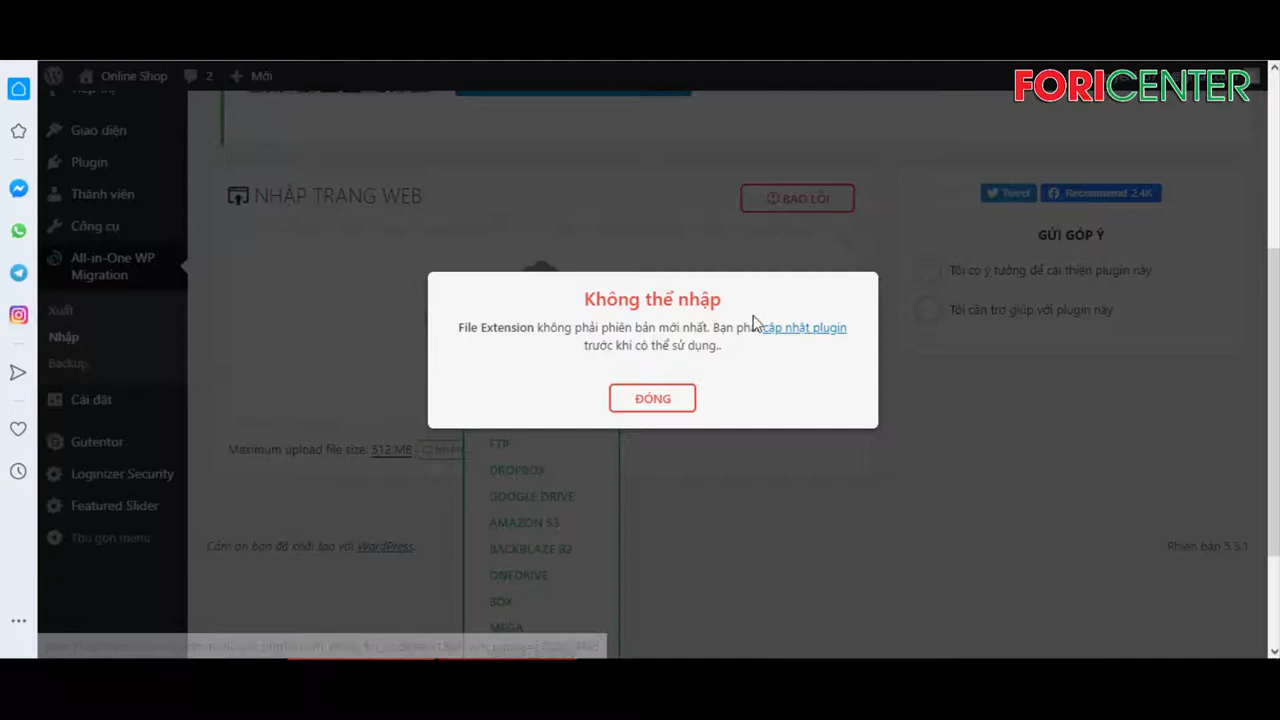 FORICENTER
Online Shop
2
Mới
Giao diện
Plugin
Thành viên
Công cụ
All-in-One WP
Migration
Xuất
Nhập
Backup
Cài đặt
Gutentor
Loginizer Security
Featured Slider
Thu gọn menu
NHẬP TRANG WEB
BÁO LỖI
Tweet
Recommend 2.4K
GỬI GÓP Ý
Tôi có ý tưởng để cải thiện plugin này
Tôi cần trợ giúp với plugin này
Không thể nhập
File Extension không phải phiên bản mới nhất. Bạn phải cập nhật plugin
trước khi có thể sử dụng..
ĐÓNG
Maximum upload file size: 512 MB
FTP
DROPBOX
GOOGLE DRIVE
AMAZON S3
BACKBLAZE B2
ONEDRIVE
BOX
MEGA
Cảm ơn bạn đã khởi tạo với WordPress.
Phiên bản 5.5.1